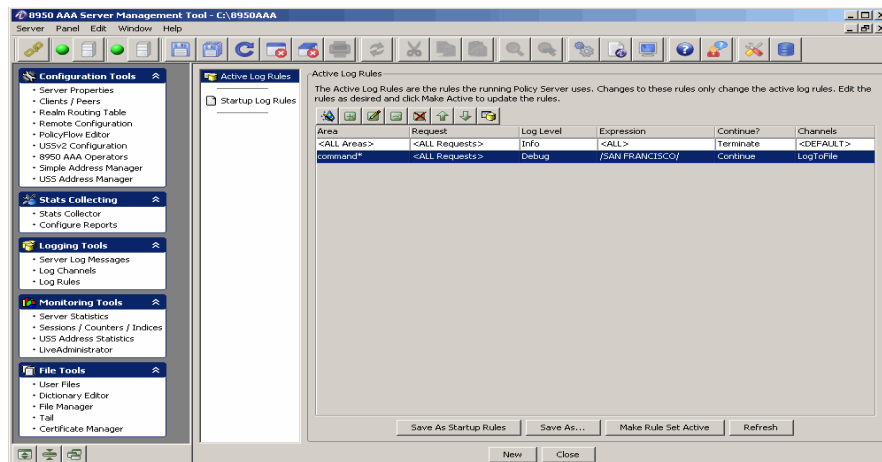 8950 AAA Server Management Tool - C:\8950AAA
Server Panel Edit Window Help
Configuration Tools
Server Properties
Clients / Peers
Realm Routing Table
Remote Configuration
PolicyFlow Editor
USSv2 Configuration
8950 AAA Operators
Simple Address Manager
USS Address Manager
Stats Collecting
Stats Collector
Configure Reports
Logging Tools
Server Log Messages
Log Channels
Log Rules
Monitoring Tools
Server Statistics
Sessions / Counters / Indices
USS Address Statistics
LiveAdministrator
File Tools
User Files
Dictionary Editor
File Manager
Tail
Certificate Manager
Active Log Rules
Startup Log Rules
Active Log Rules
The Active Log Rules are the rules the running Policy Server uses. Changes to these rules only change the active log rules. Edit the
rules as desired and click Make Active to update the rules.
Area Request Log Level Expression Continue? Channels
<ALL Areas> <ALL Requests> Info <ALL> Terminate <DEFAULT>
command* <ALL Requests> Debug /SAN FRANCISCO/ Continue LogToFile
Save As Startup Rules Save As... Make Rule Set Active Refresh
New Close